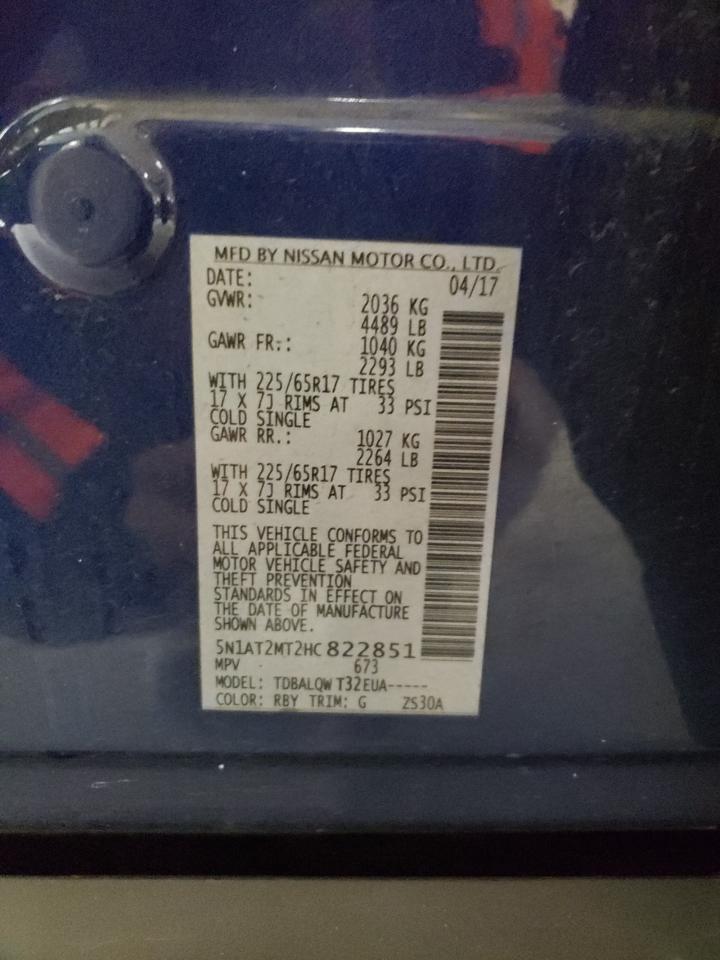 MFD BY NISSAN MOTOR CO., LTD.
DATE: 04/17
GVWR: 2036 KG
4489 LB
GAWR FR.: 1040 KG
2293 LB
WITH 225/65R17 TIRES
17 X 7J RIMS AT 33 PSI
COLD SINGLE
GAWR RR.: 1027 KG
2264 LB
WITH 225/65R17 TIRES
17 X 7J RIMS AT 33 PSI
COLD SINGLE
THIS VEHICLE CONFORMS TO
ALL APPLICABLE FEDERAL
MOTOR VEHICLE SAFETY AND
THEFT PREVENTION
STANDARDS IN EFFECT ON
THE DATE OF MANUFACTURE
SHOWN ABOVE.
5N1AT2MT2HC822851
MPV 673
MODEL: TDBALQW T32EUA-----
COLOR: RBY TRIM: G ZS30A